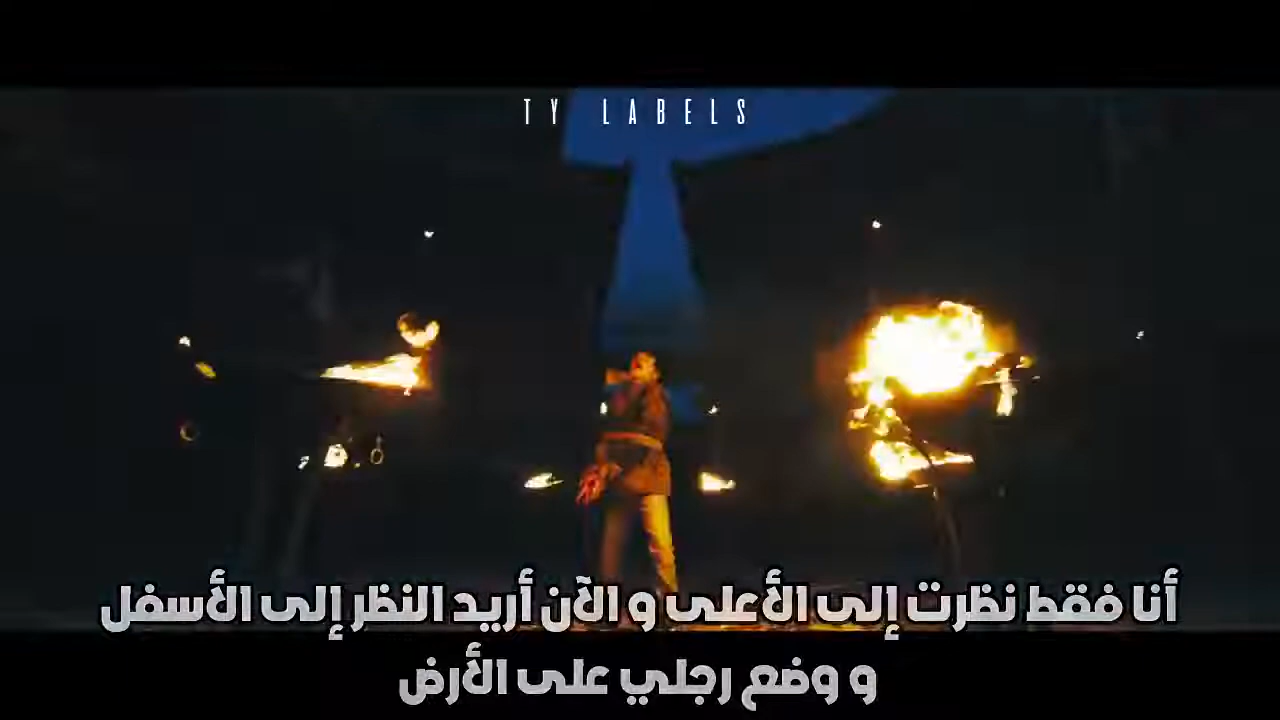 TY LABELS
أنا فقط نظرت إلى الأعلى و الآن أريد النظر إلى الأسفل
و وضع رجلي على الأرض